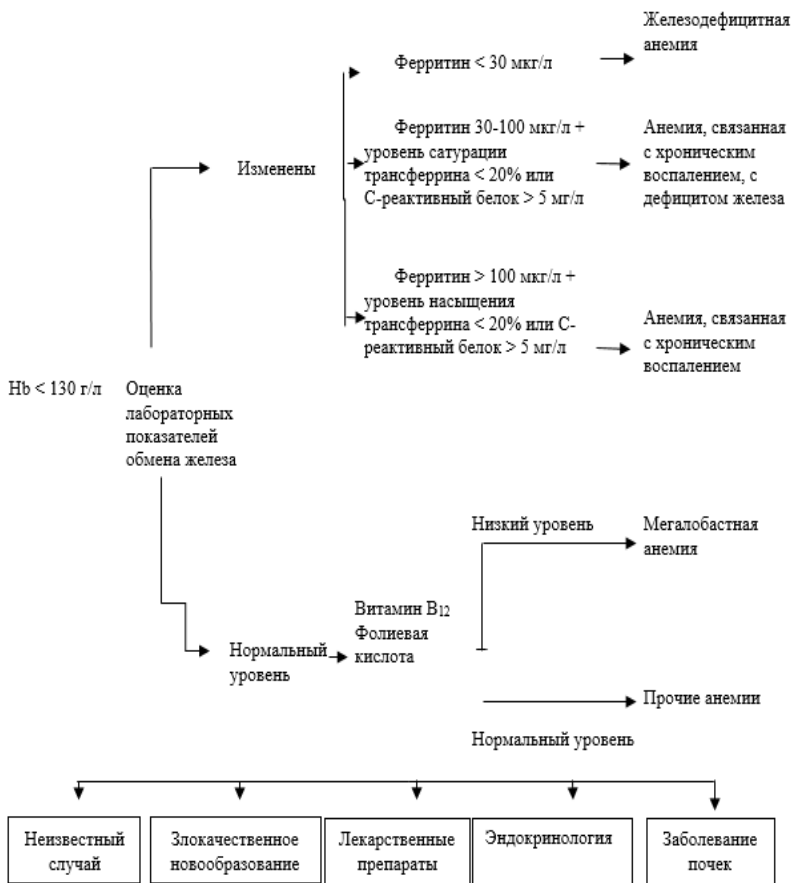 Железодефицитная
анемия
Ферритин < 30 мкг/л
Ферритин 30-100 мкг/л +
уровень сатурации
трансферрина < 20% или
С-реактивный белок > 5 мг/л
Анемия, связанная
с хроническим
воспалением, с
дефицитом железа
Изменены
Ферритин > 100 мкг/л +
уровень насыщения
трансферрина < 20% или С-
реактивный белок > 5 мг/л
Анемия, связанная
с хроническим
воспалением
Hb < 130 г/л
Оценка
лабораторных
показателей
обмена железа
Низкий уровень
Мегалобастная
анемия
Витамин В12
Фолиевая
кислота
Нормальный
уровень
Прочие анемии
Нормальный уровень
Неизвестный
случай
Злокачественное
новообразование
Лекарственные
препараты
Эндокринология
Заболевание
почек